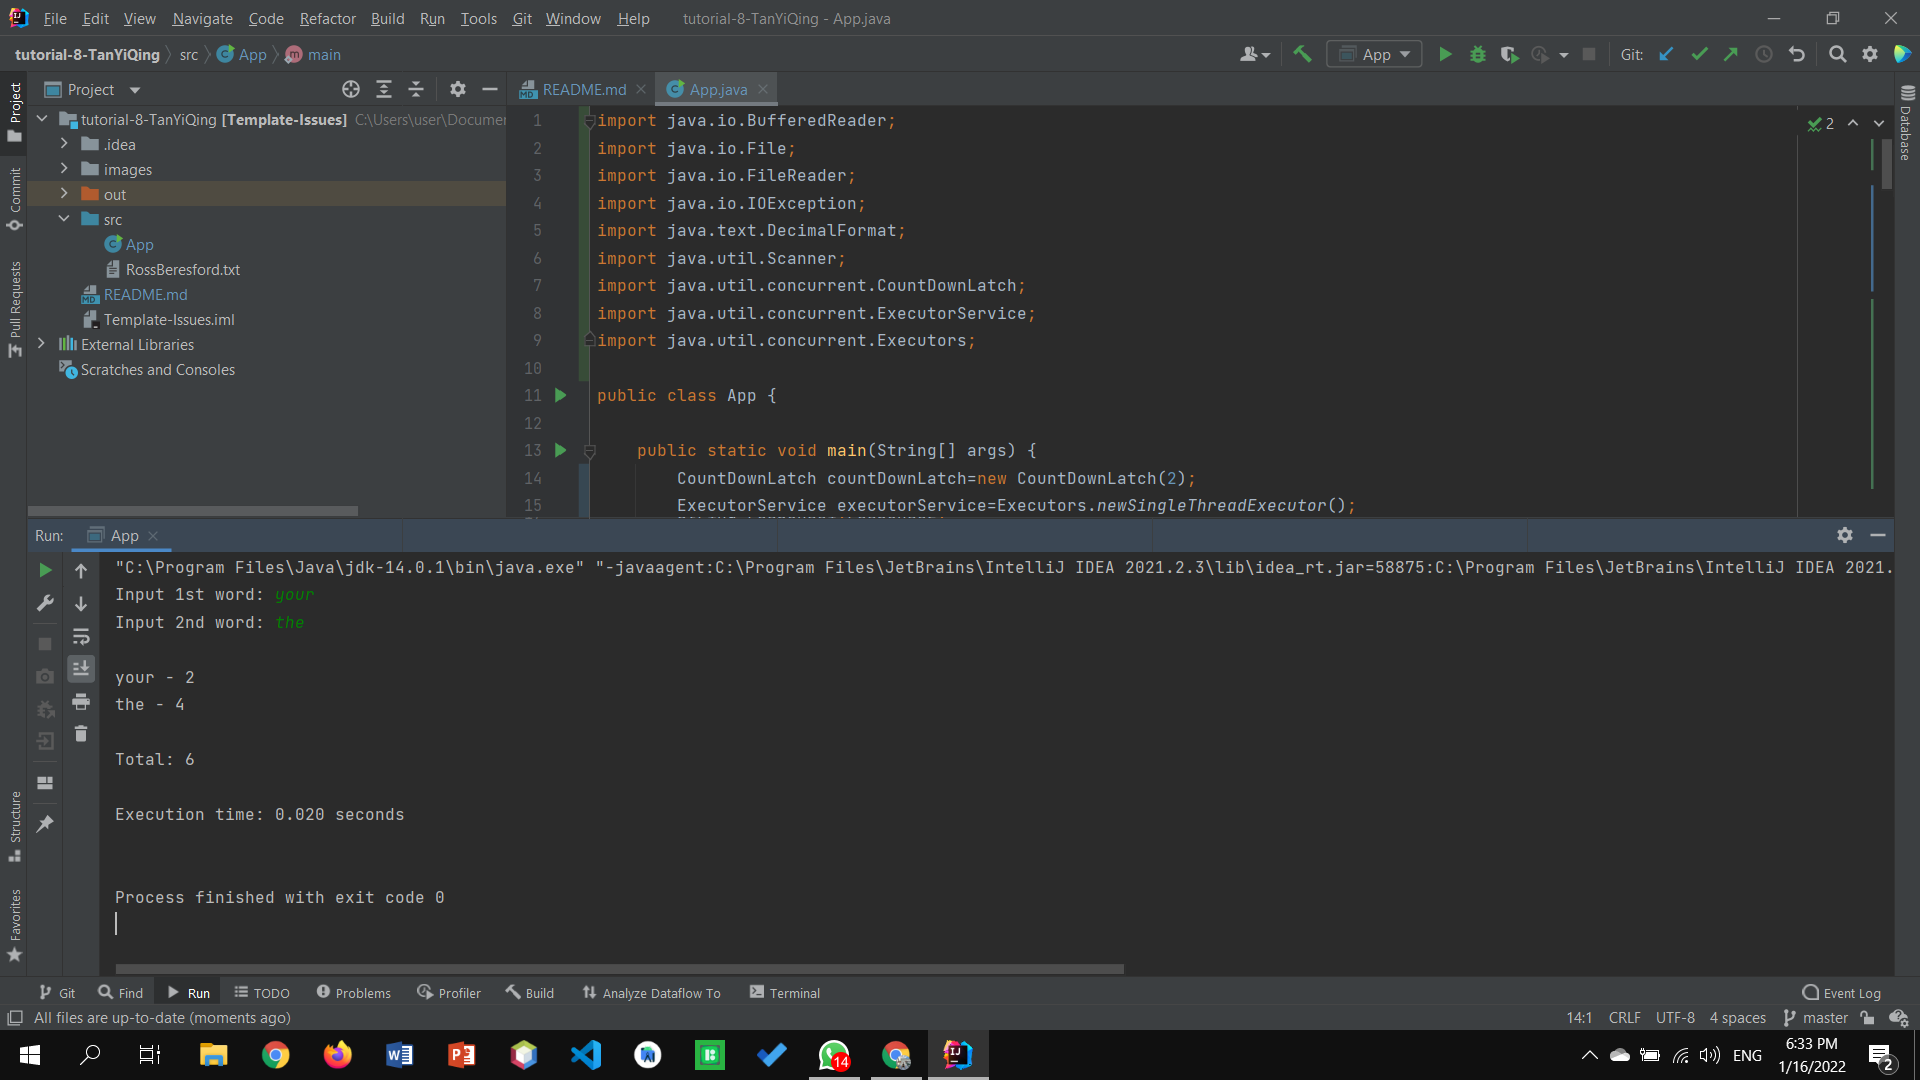 File Edit View Navigate Code Refactor Build Run Tools Git Window Help tutorial-8-TanYiQing - App.java
tutorial-8-TanYiQing src App main
App Git:
Project
README.md App.java
tutorial-8-TanYiQing [Template-Issues] C:\Users\user\Documen
.idea
images
out
src
App
RossBeresford.txt
README.md
Template-Issues.iml
External Libraries
Scratches and Consoles
1 import java.io.BufferedReader;
2 import java.io.File;
3 import java.io.FileReader;
4 import java.io.IOException;
5 import java.text.DecimalFormat;
6 import java.util.Scanner;
7 import java.util.concurrent.CountDownLatch;
8 import java.util.concurrent.ExecutorService;
9 import java.util.concurrent.Executors;
10
11 public class App {
12
13 public static void main(String[] args) {
14 CountDownLatch countDownLatch=new CountDownLatch(2);
15 ExecutorService executorService=Executors.newSingleThreadExecutor();
2
Project
Commit
Pull Requests
Structure
Favorites
Database
Run: App
"C:\Program Files\Java\jdk-14.0.1\bin\java.exe" "-javaagent:C:\Program Files\JetBrains\IntelliJ IDEA 2021.2.3\lib\idea_rt.jar=58875:C:\Program Files\JetBrains\IntelliJ IDEA 2021.
Input 1st word: your
Input 2nd word: the
your - 2
the - 4
Total: 6
Execution time: 0.020 seconds
Process finished with exit code 0
Git Find Run TODO Problems Profiler Build Analyze Dataflow To Terminal Event Log
All files are up-to-date (moments ago) 14:1 CRLF UTF-8 4 spaces master
14
ENG
6:33 PM
1/16/2022
2